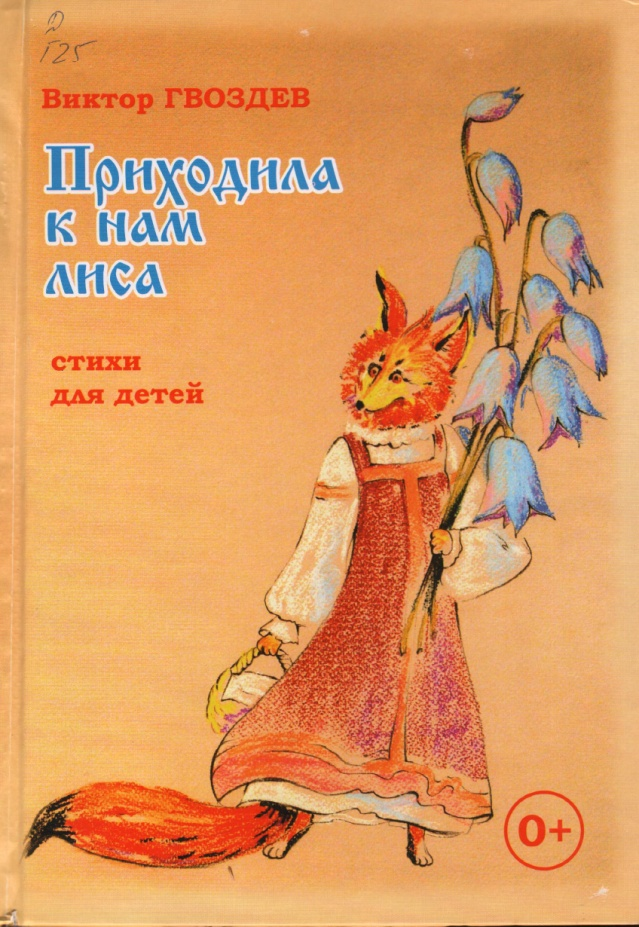 Д
Г25
Виктор ГВОЗДЕВ
Приходила
к нам
лиса
стихи
для детей
0+